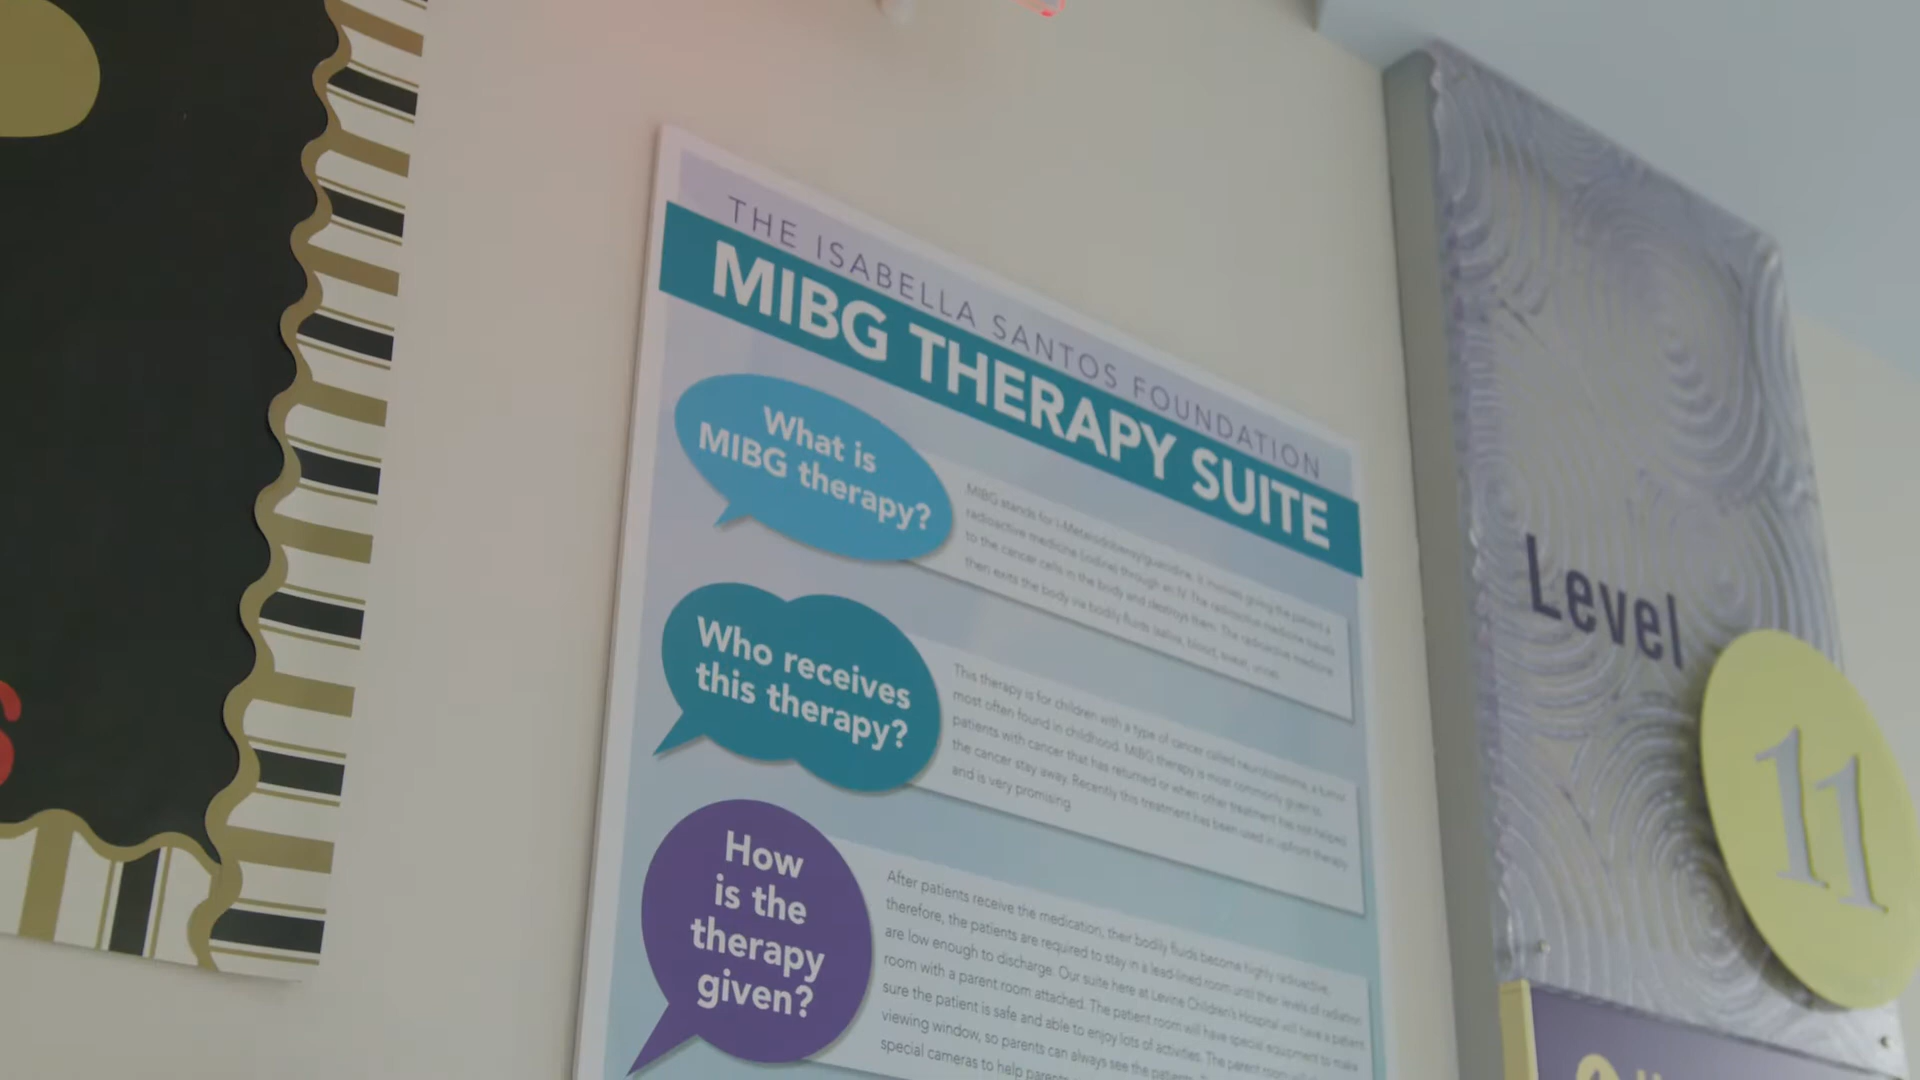 THE ISABELLA SANTOS FOUNDATION
MIBG THERAPY SUITE
What is
MIBG therapy?
MIBG stands for I-Metaiodobenzylguanidine. It involves giving the patient a
radioactive medicine (iodine) through an IV. The radioactive medicine travels
to the cancer cells in the body and destroys them. The radioactive medicine
then exits the body via bodily fluids (saliva, blood, sweat, urine).
Who receives
this therapy?
This therapy is for children with a type of cancer called neuroblastoma, a tumor
most often found in childhood. MIBG therapy is most commonly given to
patients with cancer that has returned or when other treatment has not helped
the cancer stay away. Recently this treatment has been used in upfront therapy
and is very promising.
How
is the
therapy
given?
After patients receive the medication, their bodily fluids become highly radioactive,
therefore, the patients are required to stay in a lead-lined room until their levels of radiation
are low enough to discharge. Our suite here at Levine Children's Hospital will have a patient
room with a parent room attached. The patient room will have special equipment to make
sure the patient is safe and able to enjoy lots of activities. The parent room will
viewing window, so parents can always see the patients.
special cameras to help parents
Level
11
S